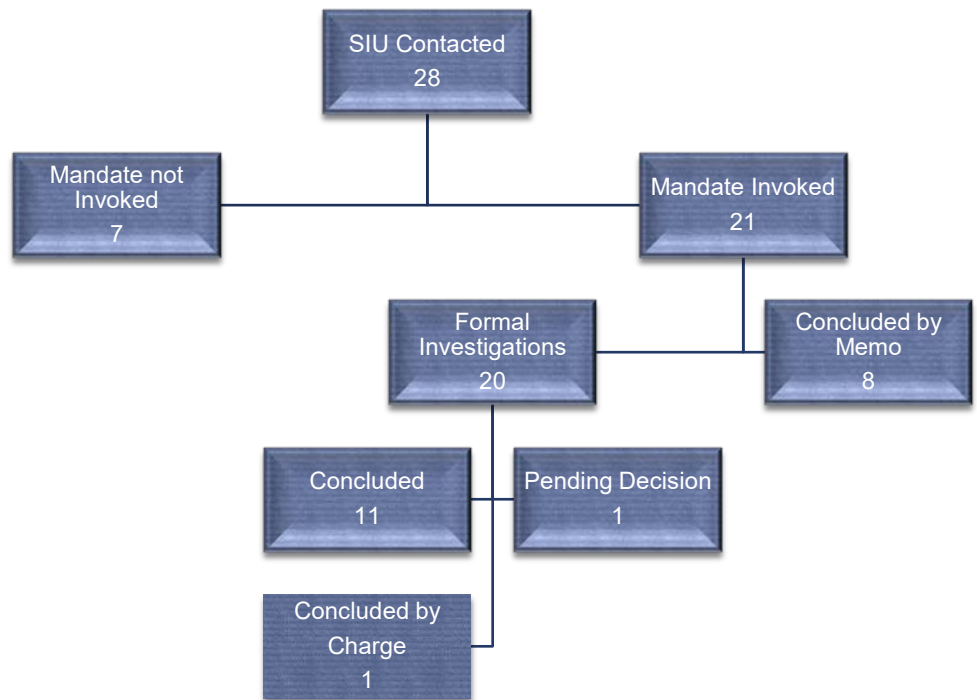 SIU Contacted
28
Mandate not
Invoked
7
Mandate Invoked
21
Formal
Investigations
20
Concluded by
Memo
8
Concluded
11
Pending Decision
1
Concluded by
Charge
1